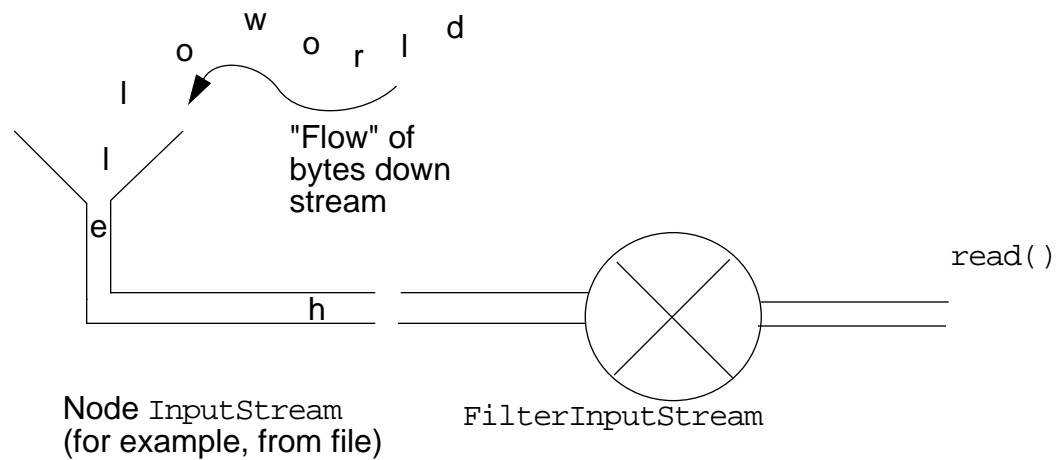 w
d
o
o
l
r
l
"Flow" of
bytes down
stream
l
e
read()
h
Node InputStream
(for example, from file)
FilterInputStream